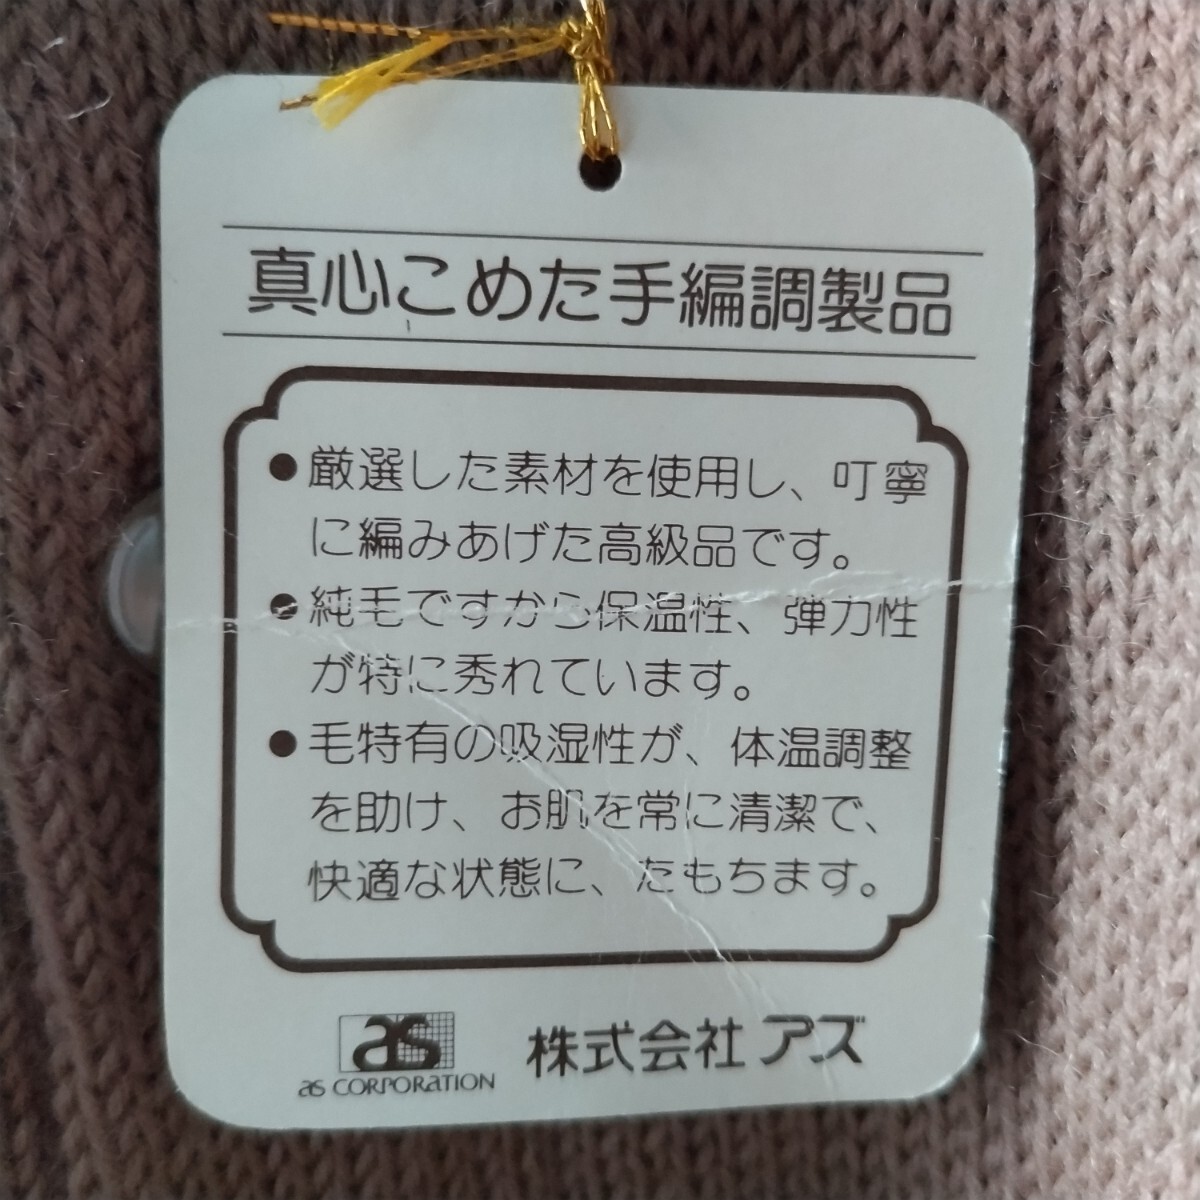 真心こめた手編調製品
●厳選した素材を使用し、叮寧
に編みあげた高級品です。
●純毛ですから保温性、弾力性
が特に秀れています。
●毛特有の吸湿性が、体温調整
を助け、お肌を常に清潔で、
快適な状態に、たもちます。
as
as CORPORATION
株式会社 アズ